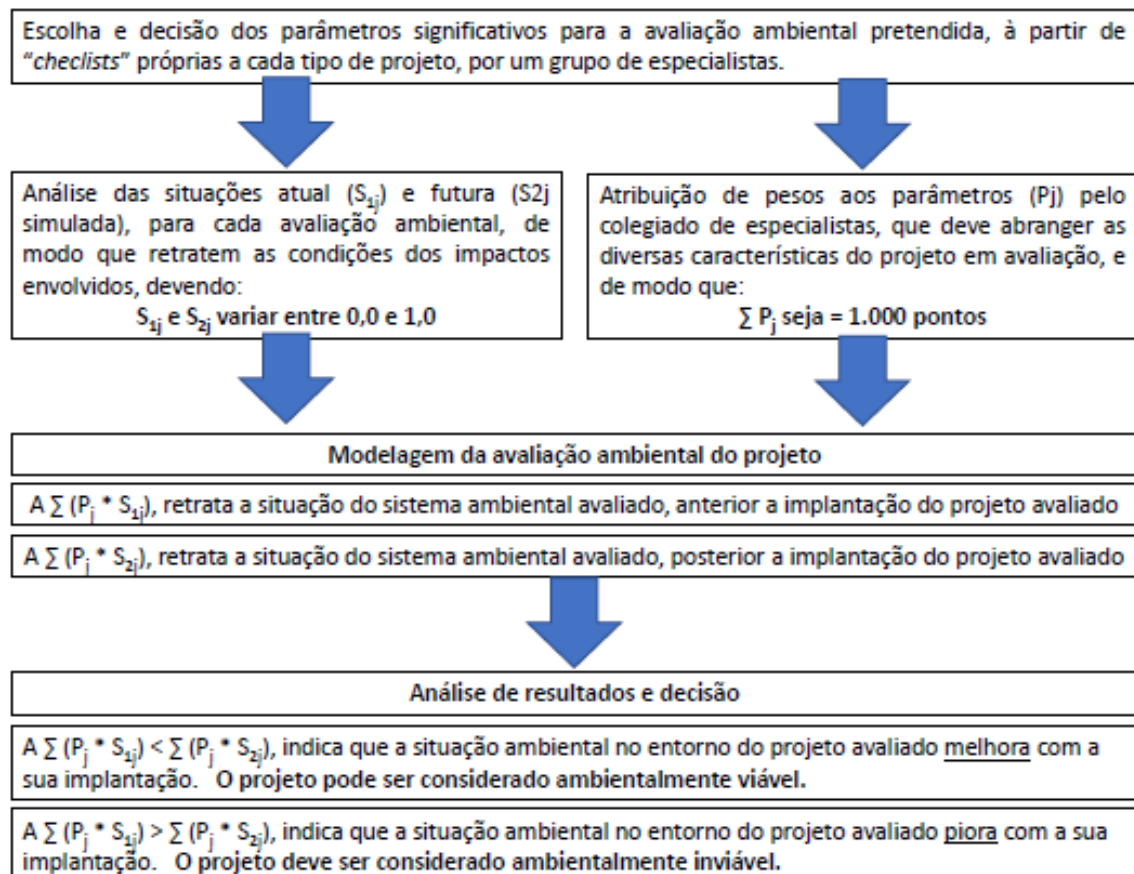 Escolha e decisão dos parâmetros significativos para a avaliação ambiental pretendida, à partir de
“checlists” próprias a cada tipo de projeto, por um grupo de especialistas.
Análise das situações atual (S1j) e futura (S2j
simulada), para cada avaliação ambiental, de
modo que retratem as condições dos impactos
envolvidos, devendo:
S1j e S2j variar entre 0,0 e 1,0
Atribuição de pesos aos parâmetros (Pj) pelo
colegiado de especialistas, que deve abranger as
diversas características do projeto em avaliação, e
de modo que:
∑ Pj seja = 1.000 pontos
Modelagem da avaliação ambiental do projeto
A ∑ (Pj * S1j), retrata a situação do sistema ambiental avaliado, anterior a implantação do projeto avaliado
A ∑ (Pj * S2j), retrata a situação do sistema ambiental avaliado, posterior a implantação do projeto avaliado
Análise de resultados e decisão
A ∑ (Pj * S1j) < ∑ (Pj * S2j), indica que a situação ambiental no entorno do projeto avaliado melhora com a
sua implantação. O projeto pode ser considerado ambientalmente viável.
A ∑ (Pj * S1j) > ∑ (Pj * S2j), indica que a situação ambiental no entorno do projeto avaliado piora com a sua
implantação. O projeto deve ser considerado ambientalmente inviável.